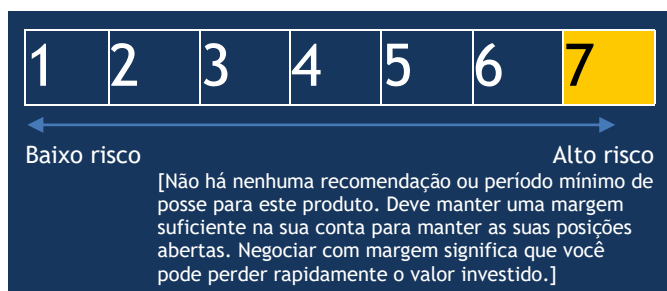 1 2 3 4 5 6 7
Baixo risco Alto risco
[Não há nenhuma recomendação ou período mínimo de
posse para este produto. Deve manter uma margem
suficiente na sua conta para manter as suas posições
abertas. Negociar com margem significa que você
pode perder rapidamente o valor investido.]